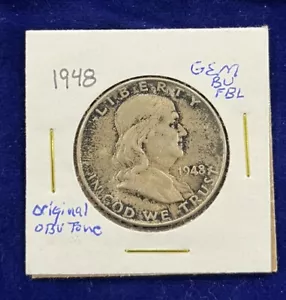 1948
GEM
BU
FBL
LIBERTY
1948
IN GOD WE TRUST
original
OBV Tone